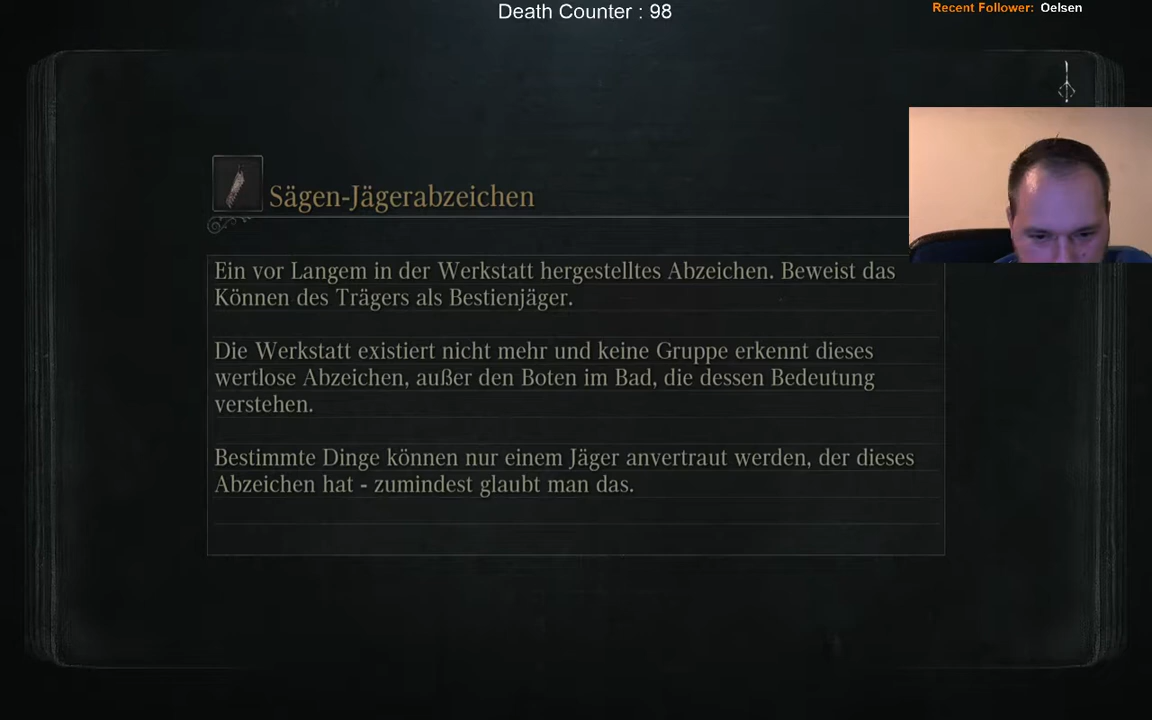 Death Counter : 98
Recent Follower: Oelsen
Sägen-Jägerabzeichen
Ein vor Langem in der Werkstatt hergestelltes Abzeichen. Beweist das
Können des Trägers als Bestienjäger.
Die Werkstatt existiert nicht mehr und keine Gruppe erkennt dieses
wertlose Abzeichen, außer den Boten im Bad, die dessen Bedeutung
verstehen.
Bestimmte Dinge können nur einem Jäger anvertraut werden, der dieses
Abzeichen hat - zumindest glaubt man das.